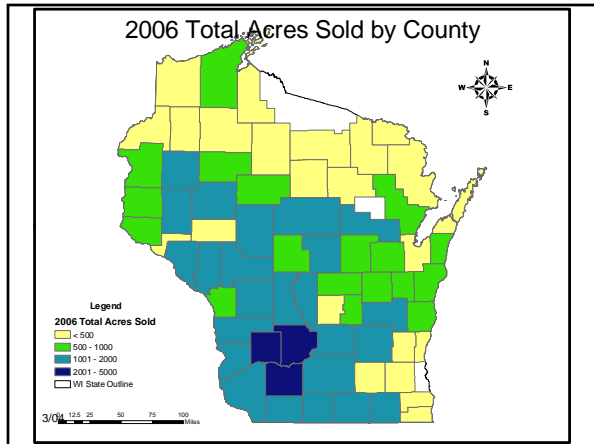 2006 Total Acres Sold by County
N
W E
S
Legend
2006 Total Acres Sold
< 500
500 - 1000
1001 - 2000
2001 - 5000
WI State Outline
3/04
0 12.5 25 50 75 100
Miles